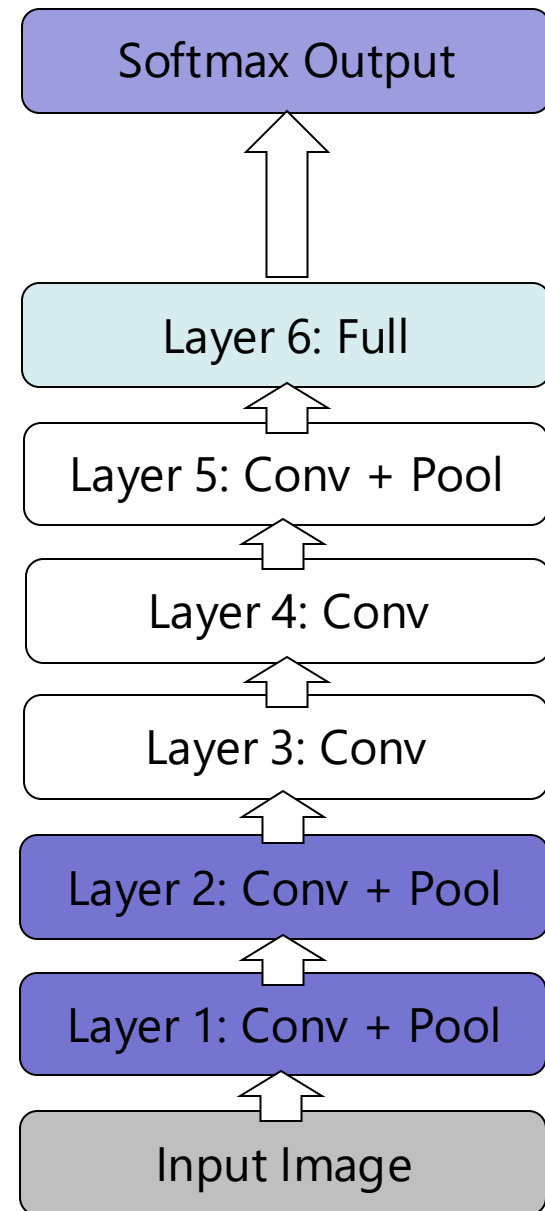 Softmax Output
Layer 6: Full
Layer 5: Conv + Pool
Layer 4: Conv
Layer 3: Conv
Layer 2: Conv + Pool
Layer 1: Conv + Pool
Input Image